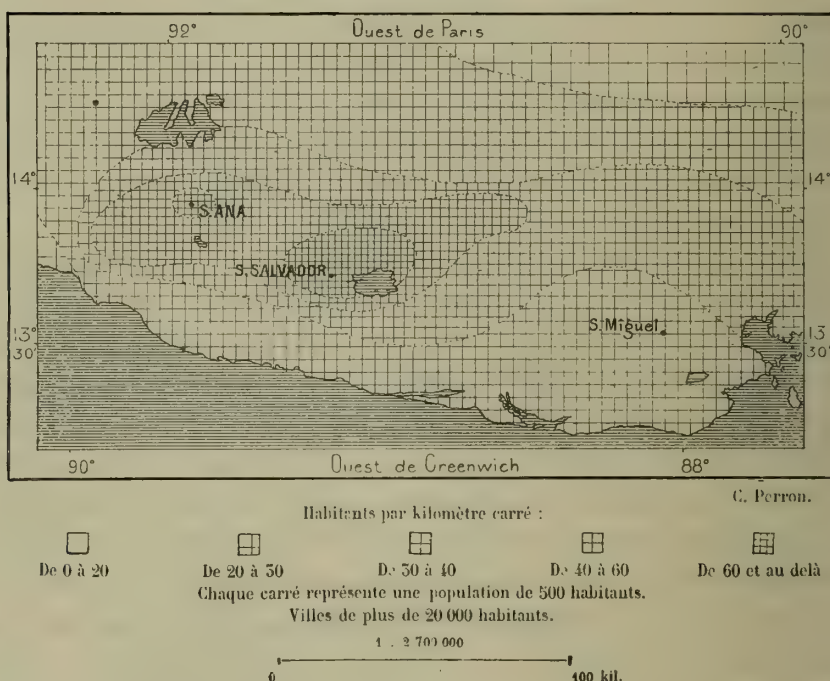 92° Ouest de Paris 90°
14° 14°
S. ANA
S. SALVADOR
S. Miguel
13° 30' 13° 30'
90° Ouest de Greenwich 88°
C. Perron.
Habitants par kilomètre carré :
De 0 à 20 De 20 à 30 De 30 à 40 De 40 à 60 De 60 et au delà
Chaque carré représente une population de 500 habitants.
Villes de plus de 20 000 habitants.
1 : 2 700 000
0 100 kil.